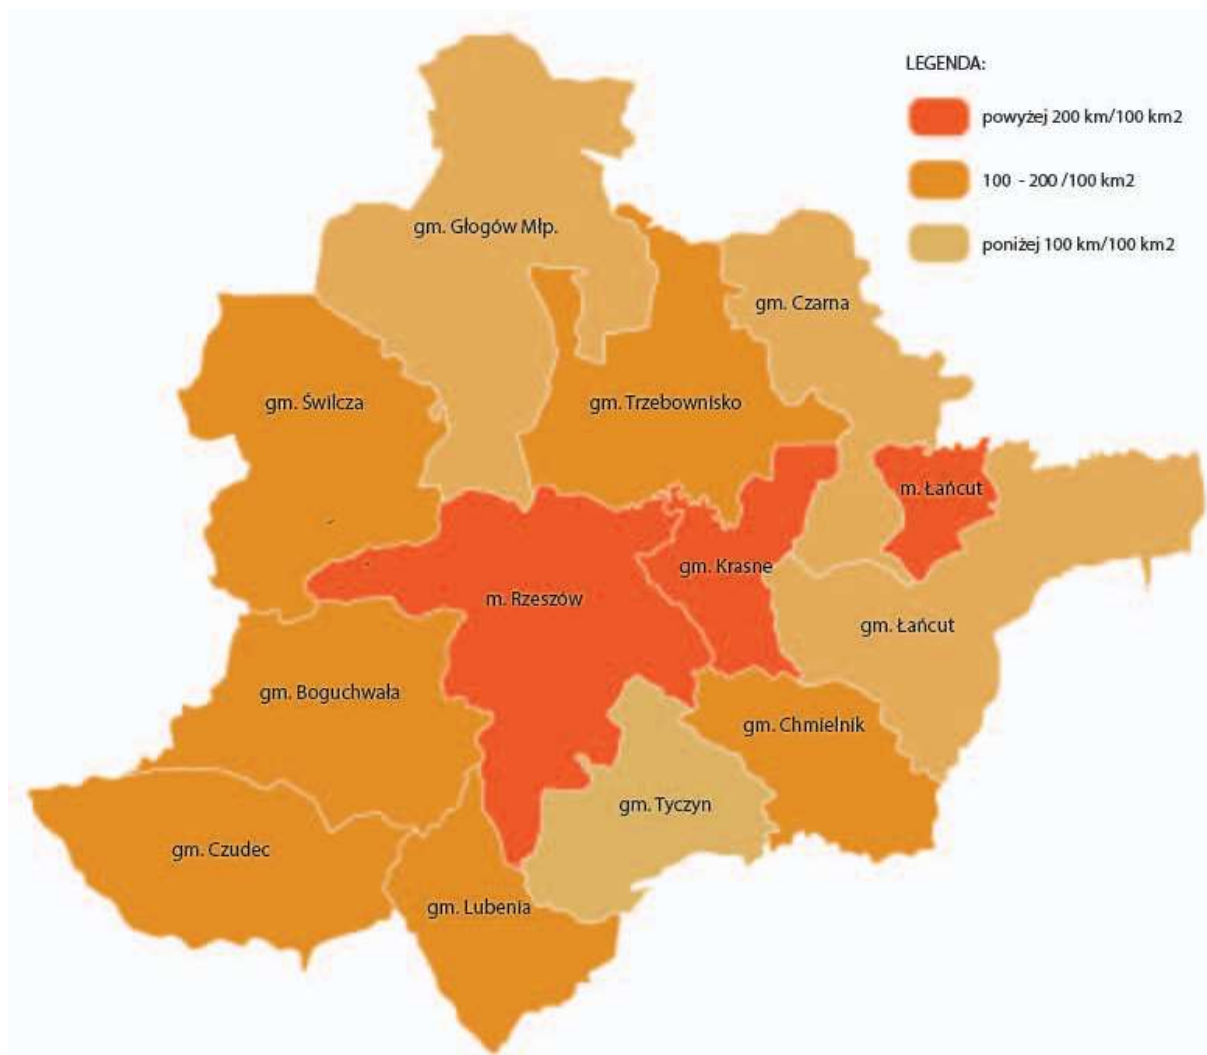 LEGENDA:
powyżej 200 km/100 km2
100 - 200 /100 km2
poniżej 100 km/100 km2
gm. Głogów Młp.
gm. Czarna
gm. Świlcza
gm. Trzebownisko
m. Łańcut
gm. Krasne
m. Rzeszów
gm. Łańcut
gm. Boguchwała
gm. Chmielnik
gm. Tyczyn
gm. Czudec
gm. Lubenia